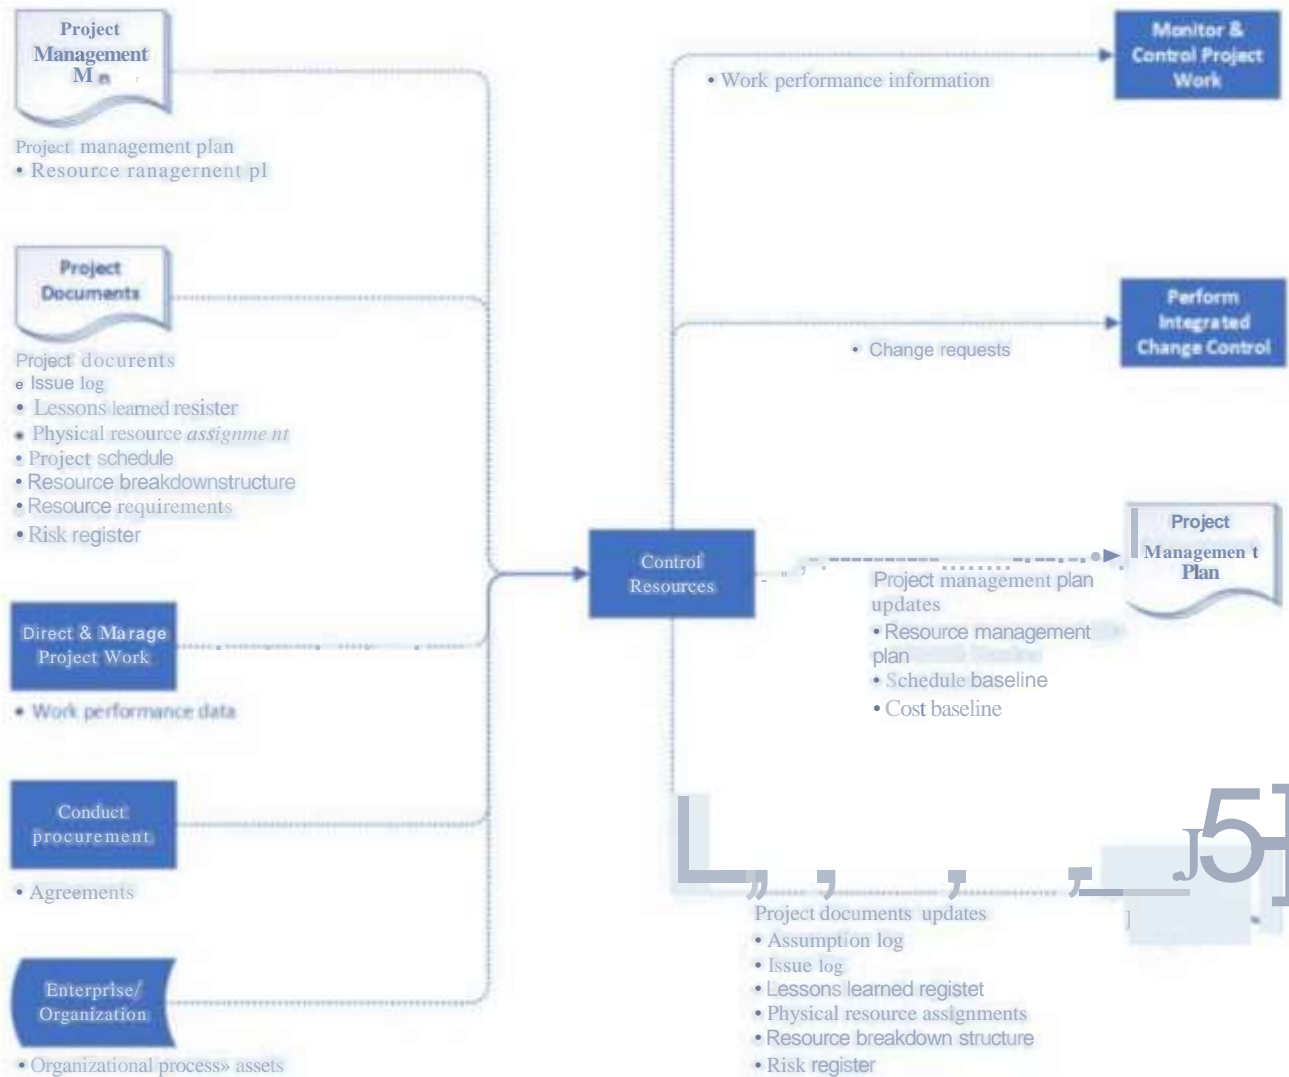 Project
Management
M
Project management plan
• Resource ranagernent pl
Project
Documents
Project docurents
e Issue log
• Lessons learned resister
• Physical resource assignme nt
• Project schedule
• Resource breakdownstructure
• Resource requirements
• Risk register
Direct & Marage
Project Work
• Work performance data
Conduct
procurement
• Agreements
Enterprise/
Organization
• Organizational process» assets
Control
Resources
• Work performance information
Monitor &
Control Project
Work
• Change requests
Perform
Integrated
Change Control
Project management plan
updates
• Resource management
plan
• Schedule baseline
• Cost baseline
Project
Managemen t
Plan
J5
Project documents updates
• Assumption log
• Issue log
• Lessons learned registet
• Physical resource assignments
• Resource breakdown structure
• Risk register